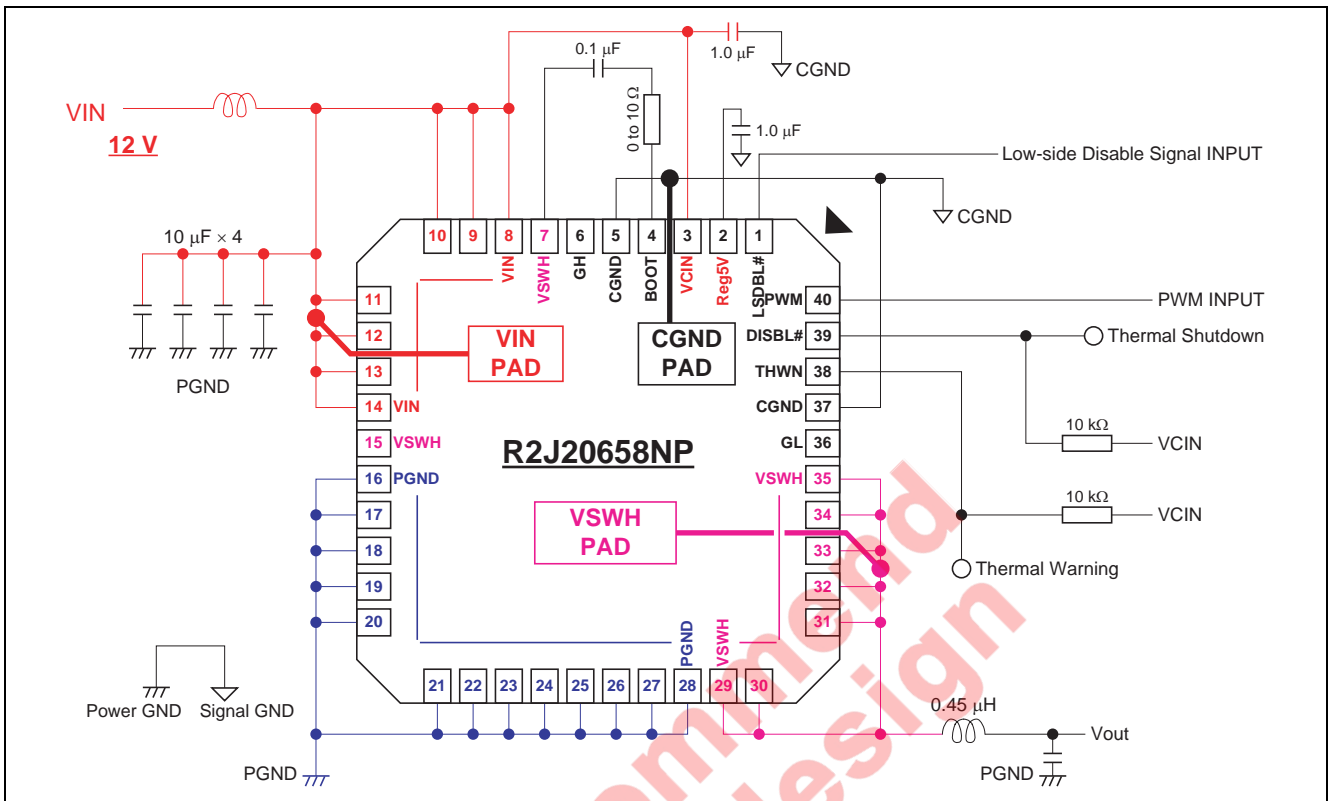 0.1 µF
1.0 µF
CGND
VIN
12 V
0 to 10 Ω
1.0 µF
Low-side Disable Signal INPUT
CGND
10 µF × 4
PGND
10 9 8 7 6 5 4 3 2 1
VIN
VSWH
GH
CGND
BOOT
VCIN
Reg5V
LSDBL#
11
12
13
14 VIN
15 VSWH
16 PGND
17
18
19
20
VIN
PAD
CGND
PAD
R2J20658NP
VSWH
PAD
PWM 40 PWM INPUT
DISBL# 39 Thermal Shutdown
THWN 38
CGND 37
10 kΩ
VCIN
GL 36
VSWH 35
34
10 kΩ
VCIN
33
Thermal Warning
32
31
PGND
VSWH
21 22 23 24 25 26 27 28 29 30
Power GND
Signal GND
PGND
0.45 µH
Vout
PGND
ommend
design